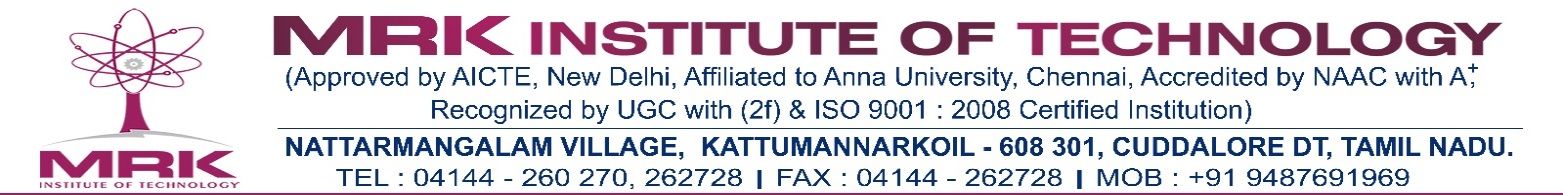 MRK INSTITUTE OF TECHNOLOGY
(Approved by AICTE, New Delhi, Affiliated to Anna University, Chennai, Accredited by NAAC with A+,
Recognized by UGC with (2f) & ISO 9001 : 2008 Certified Institution)
NATTARMANGALAM VILLAGE, KATTUMANNARKOIL - 608 301, CUDDALORE DT, TAMIL NADU.
TEL : 04144 - 260 270, 262728 | FAX : 04144 - 262728 | MOB : +91 9487691969
MRK
INSTITUTE OF TECHNOLOGY